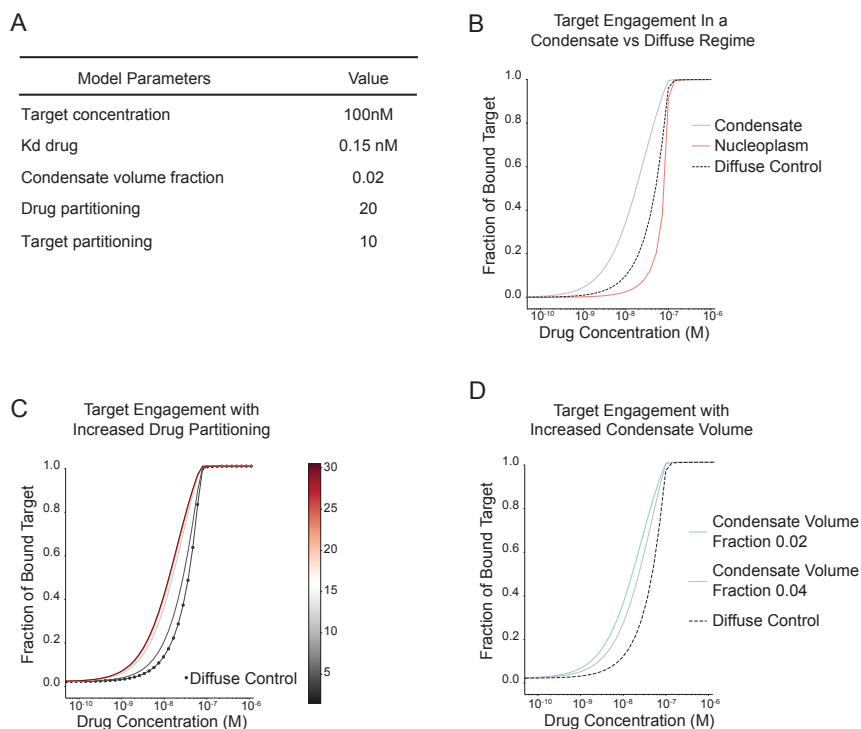 A
Model Parameters Value
Target concentration 100nM
Kd drug 0.15 nM
Condensate volume fraction 0.02
Drug partitioning 20
Target partitioning 10
B
Target Engagement In a
Condensate vs Diffuse Regime
Fraction of Bound Target
1.0
0.8
0.6
0.4
0.2
0.0
10^-10 10^-9 10^-8 10^-7 10^-6
Drug Concentration (M)
Condensate
Nucleoplasm
Diffuse Control
C
Target Engagement with
Increased Drug Partitioning
Fraction of Bound Target
1.0
0.8
0.6
0.4
0.2
0.0
10^-10 10^-9 10^-8 10^-7 10^-6
Drug Concentration (M)
Diffuse Control
30
25
20
15
10
5
D
Target Engagement with
Increased Condensate Volume
Fraction of Bound Target
1.0
0.8
0.6
0.4
0.2
0.0
10^-10 10^-9 10^-8 10^-7 10^-6
Drug Concentration (M)
Condensate Volume
Fraction 0.02
Condensate Volume
Fraction 0.04
Diffuse Control